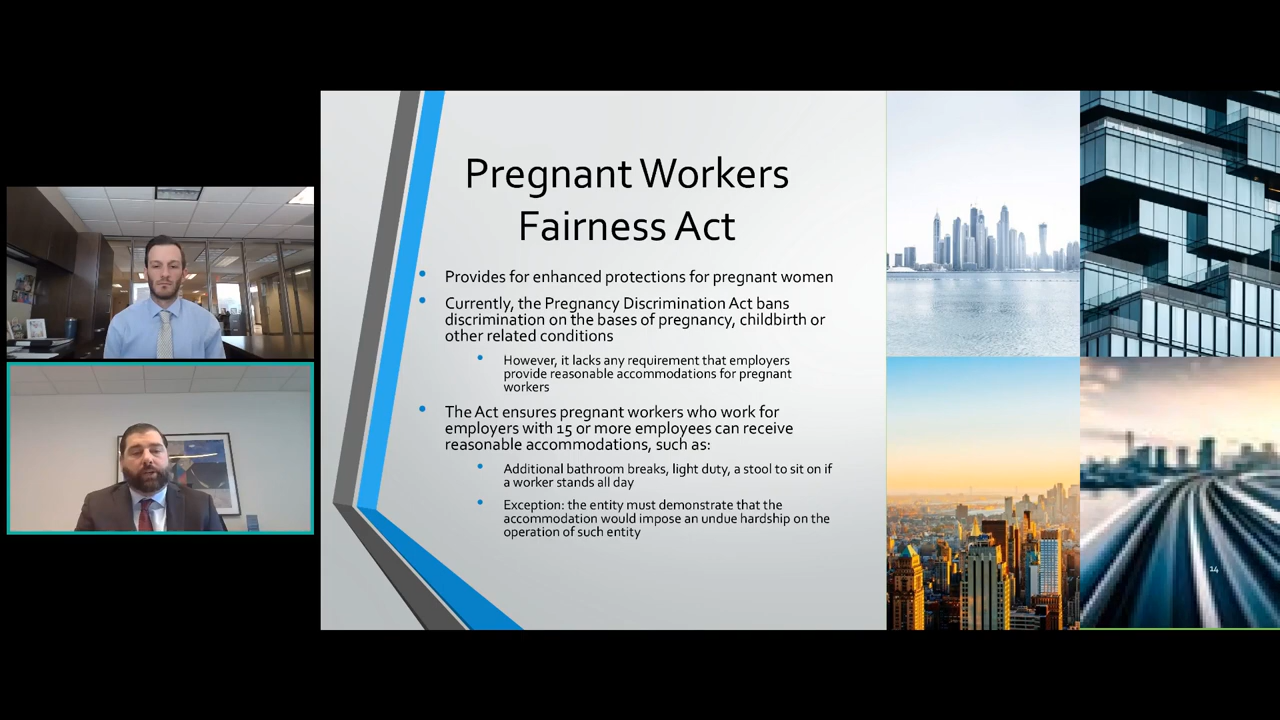 Pregnant Workers
Fairness Act
• Provides for enhanced protections for pregnant women
• Currently, the Pregnancy Discrimination Act bans
discrimination on the bases of pregnancy, childbirth or
other related conditions
• However, it lacks any requirement that employers
provide reasonable accommodations for pregnant
workers
• The Act ensures pregnant workers who work for
employers with 15 or more employees can receive
reasonable accommodations, such as:
• Additional bathroom breaks, light duty, a stool to sit on if
a worker stands all day
• Exception: the entity must demonstrate that the
accommodation would impose an undue hardship on the
operation of such entity
14